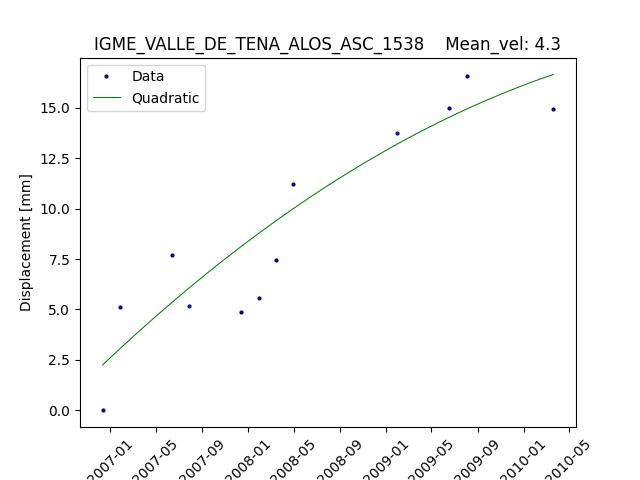 IGME_VALLE_DE_TENA_ALOS_ASC_1538    Mean_vel: 4.3
Data
Quadratic
Displacement [mm]
15.0
12.5
10.0
7.5
5.0
2.5
0.0
2007-01 2007-05 2007-09 2008-01 2008-05 2008-09 2009-01 2009-05 2009-09 2010-01 2010-05